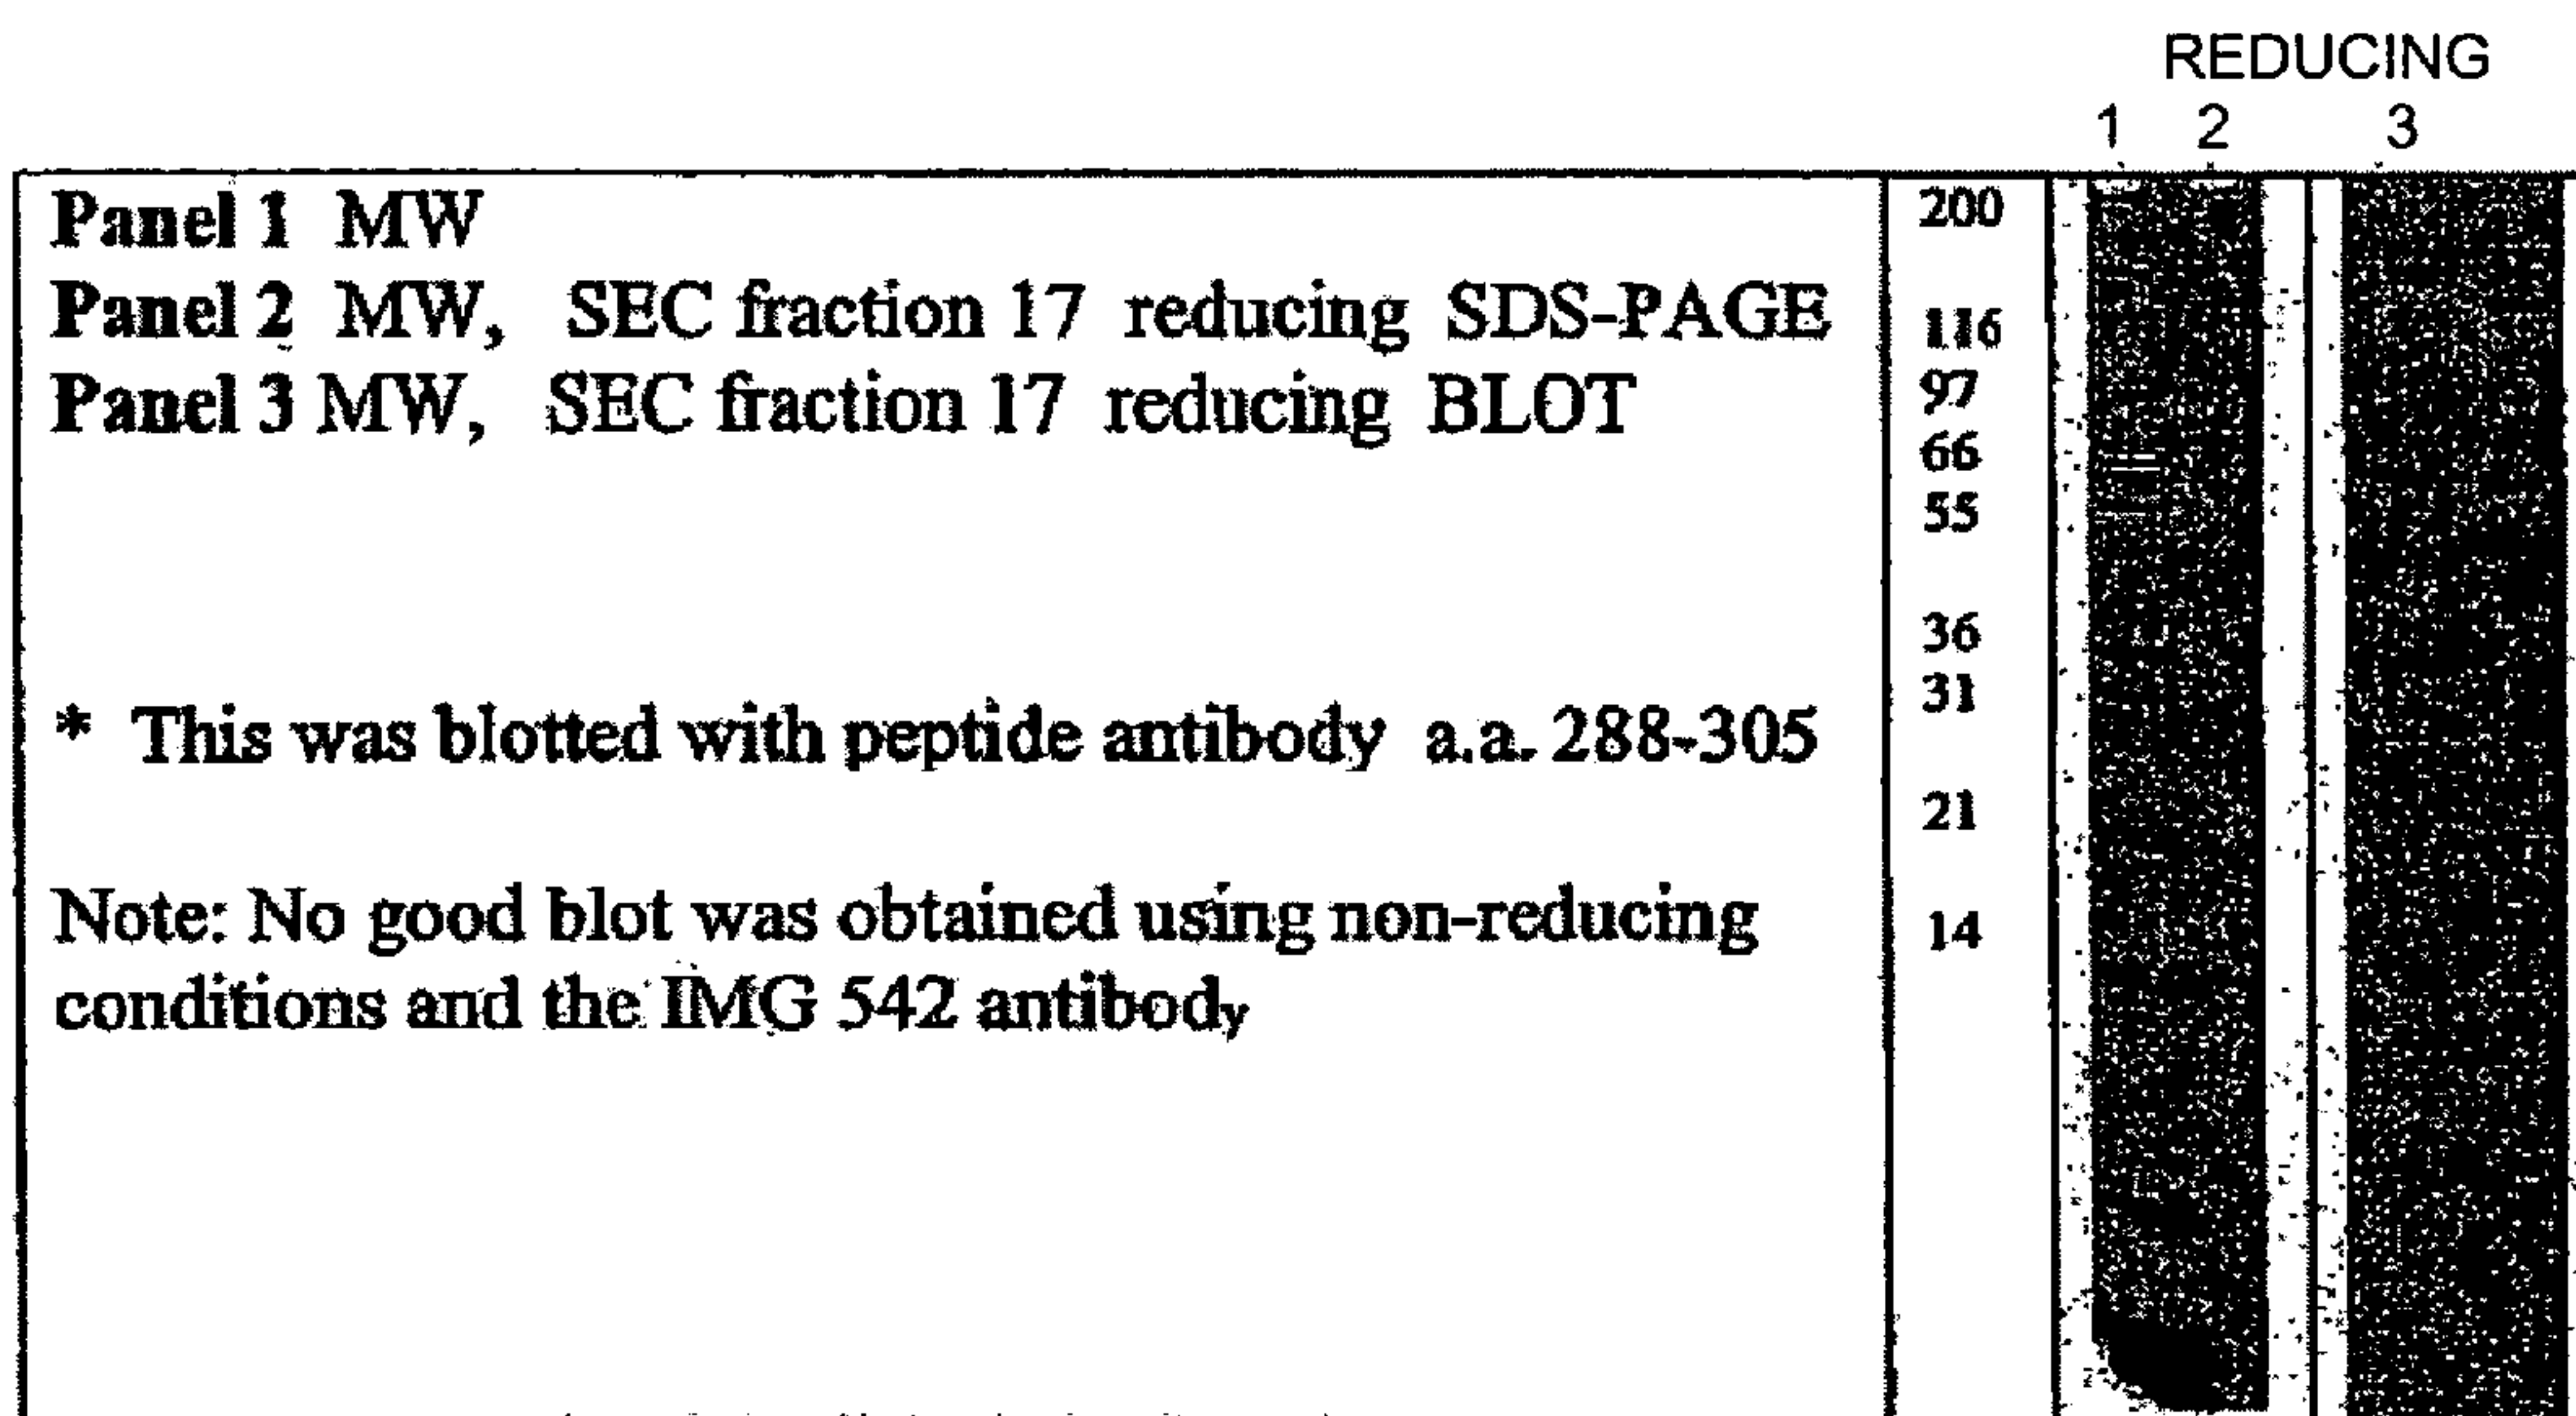 REDUCING
1 2 3
Panel 1 MW
Panel 2 MW, SEC fraction 17 reducing SDS-PAGE
Panel 3 MW, SEC fraction 17 reducing BLOT
* This was blotted with peptide antibody a.a. 288-305
Note: No good blot was obtained using non-reducing
conditions and the IMG 542 antibody
200
116
97
66
55
36
31
21
14